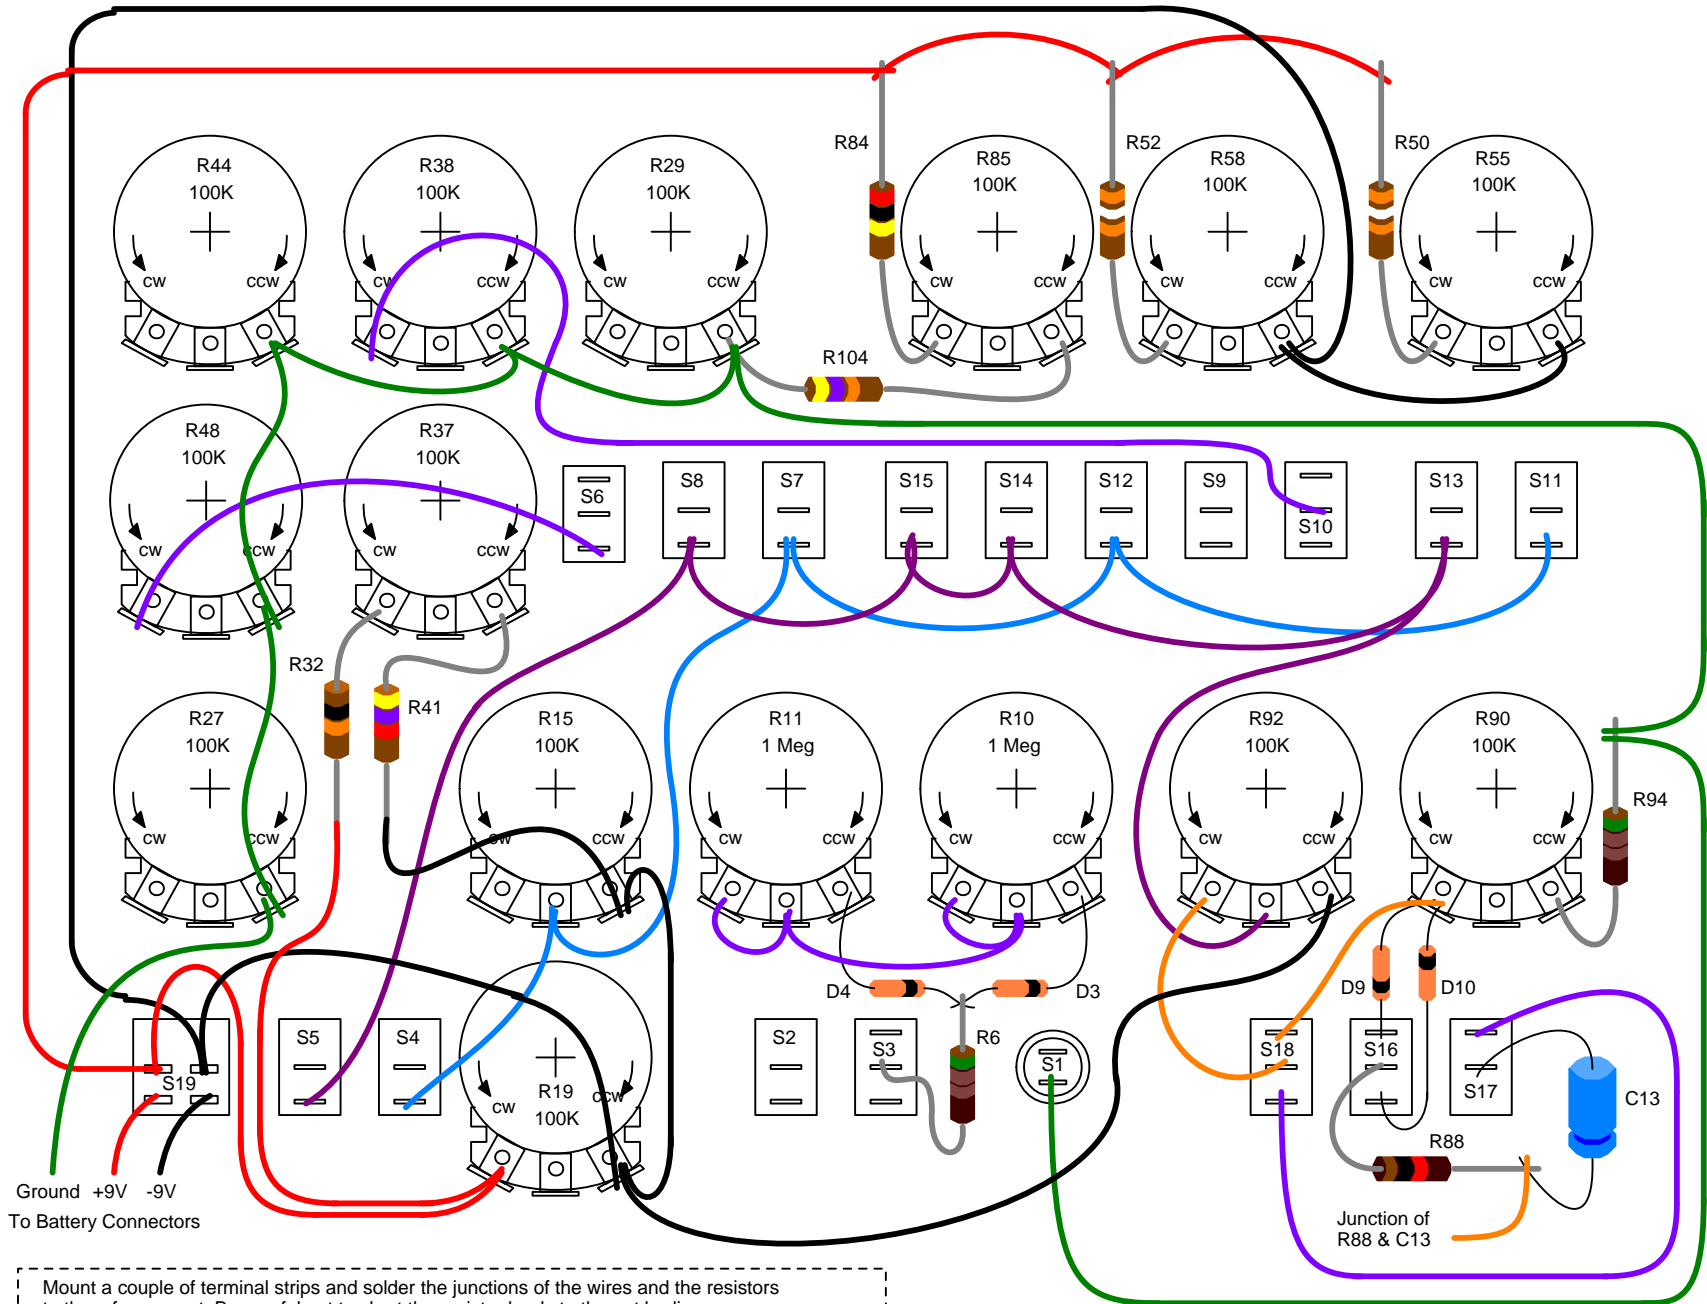 R84
R52
R50
R44
100K
R38
100K
R29
100K
R85
100K
R58
100K
R55
100K
cw
ccw
cw
ccw
cw
ccw
cw
ccw
cw
ccw
cw
ccw
R104
R48
100K
R37
100K
S6
S8
S7
S15
S14
S12
S9
S10
S13
S11
cw
ccw
cw
ccw
R32
R41
R27
100K
R15
100K
R11
1 Meg
R10
1 Meg
R92
100K
R90
100K
R94
cw
ccw
cw
ccw
cw
ccw
cw
ccw
cw
ccw
cw
ccw
D4
D3
D9
D10
S19
S5
S4
R19
100K
cw
ccw
S2
S3
R6
S1
S18
S16
S17
C13
R88
Ground +9V -9V
To Battery Connectors
Junction of
R88 & C13
Mount a couple of terminal strips and solder the junctions of the wires and the resistors